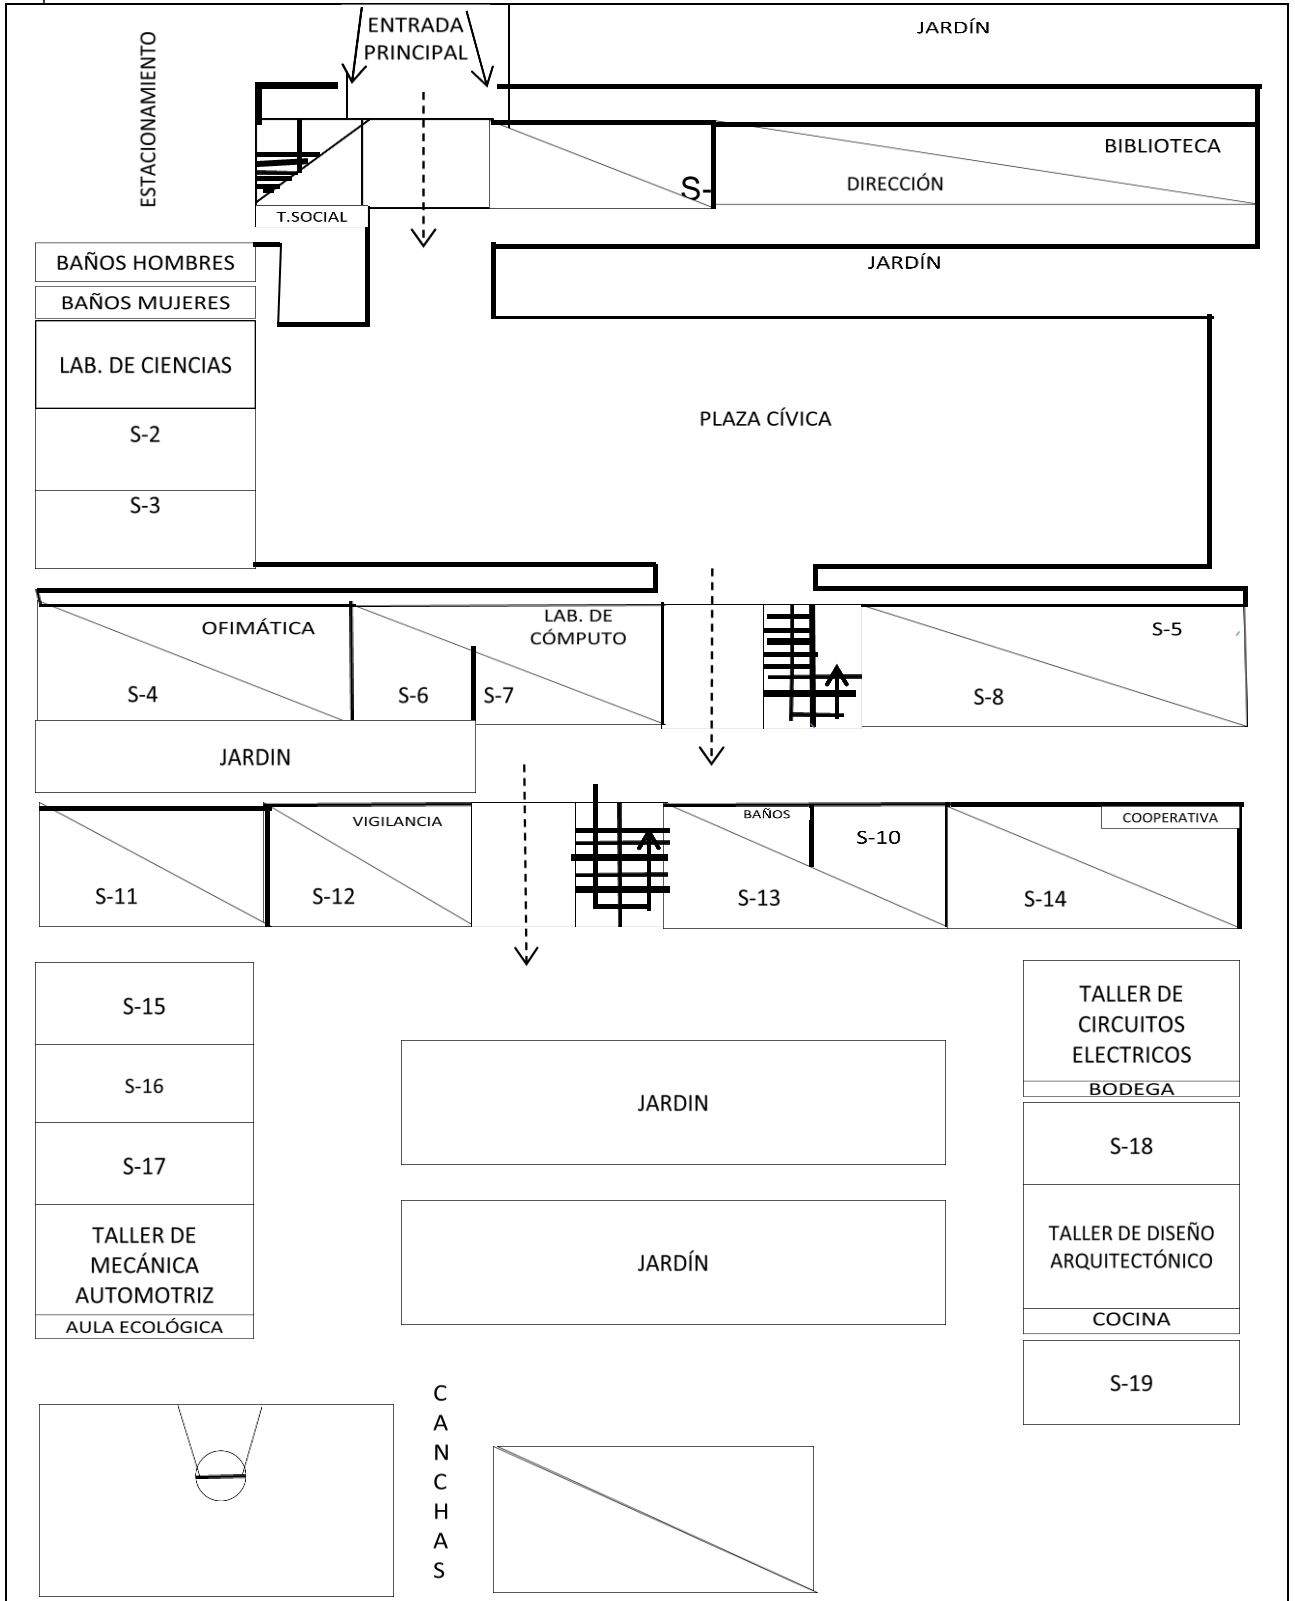 ENTRADA
PRINCIPAL
JARDÍN
ESTACIONAMIENTO
BIBLIOTECA
S-
DIRECCIÓN
T.SOCIAL
BAÑOS HOMBRES
JARDÍN
BAÑOS MUJERES
LAB. DE CIENCIAS
PLAZA CÍVICA
S-2
S-3
OFIMÁTICA
LAB. DE
CÓMPUTO
S-5
S-4
S-6
S-7
S-8
JARDIN
VIGILANCIA
BAÑOS
S-10
COOPERATIVA
S-11
S-12
S-13
S-14
S-15
TALLER DE
CIRCUITOS
ELECTRICOS
BODEGA
S-16
JARDIN
S-18
S-17
TALLER DE
MECÁNICA
AUTOMOTRIZ
AULA ECOLÓGICA
JARDÍN
TALLER DE DISEÑO
ARQUITECTÓNICO
COCINA
S-19
C
A
N
C
H
A
S